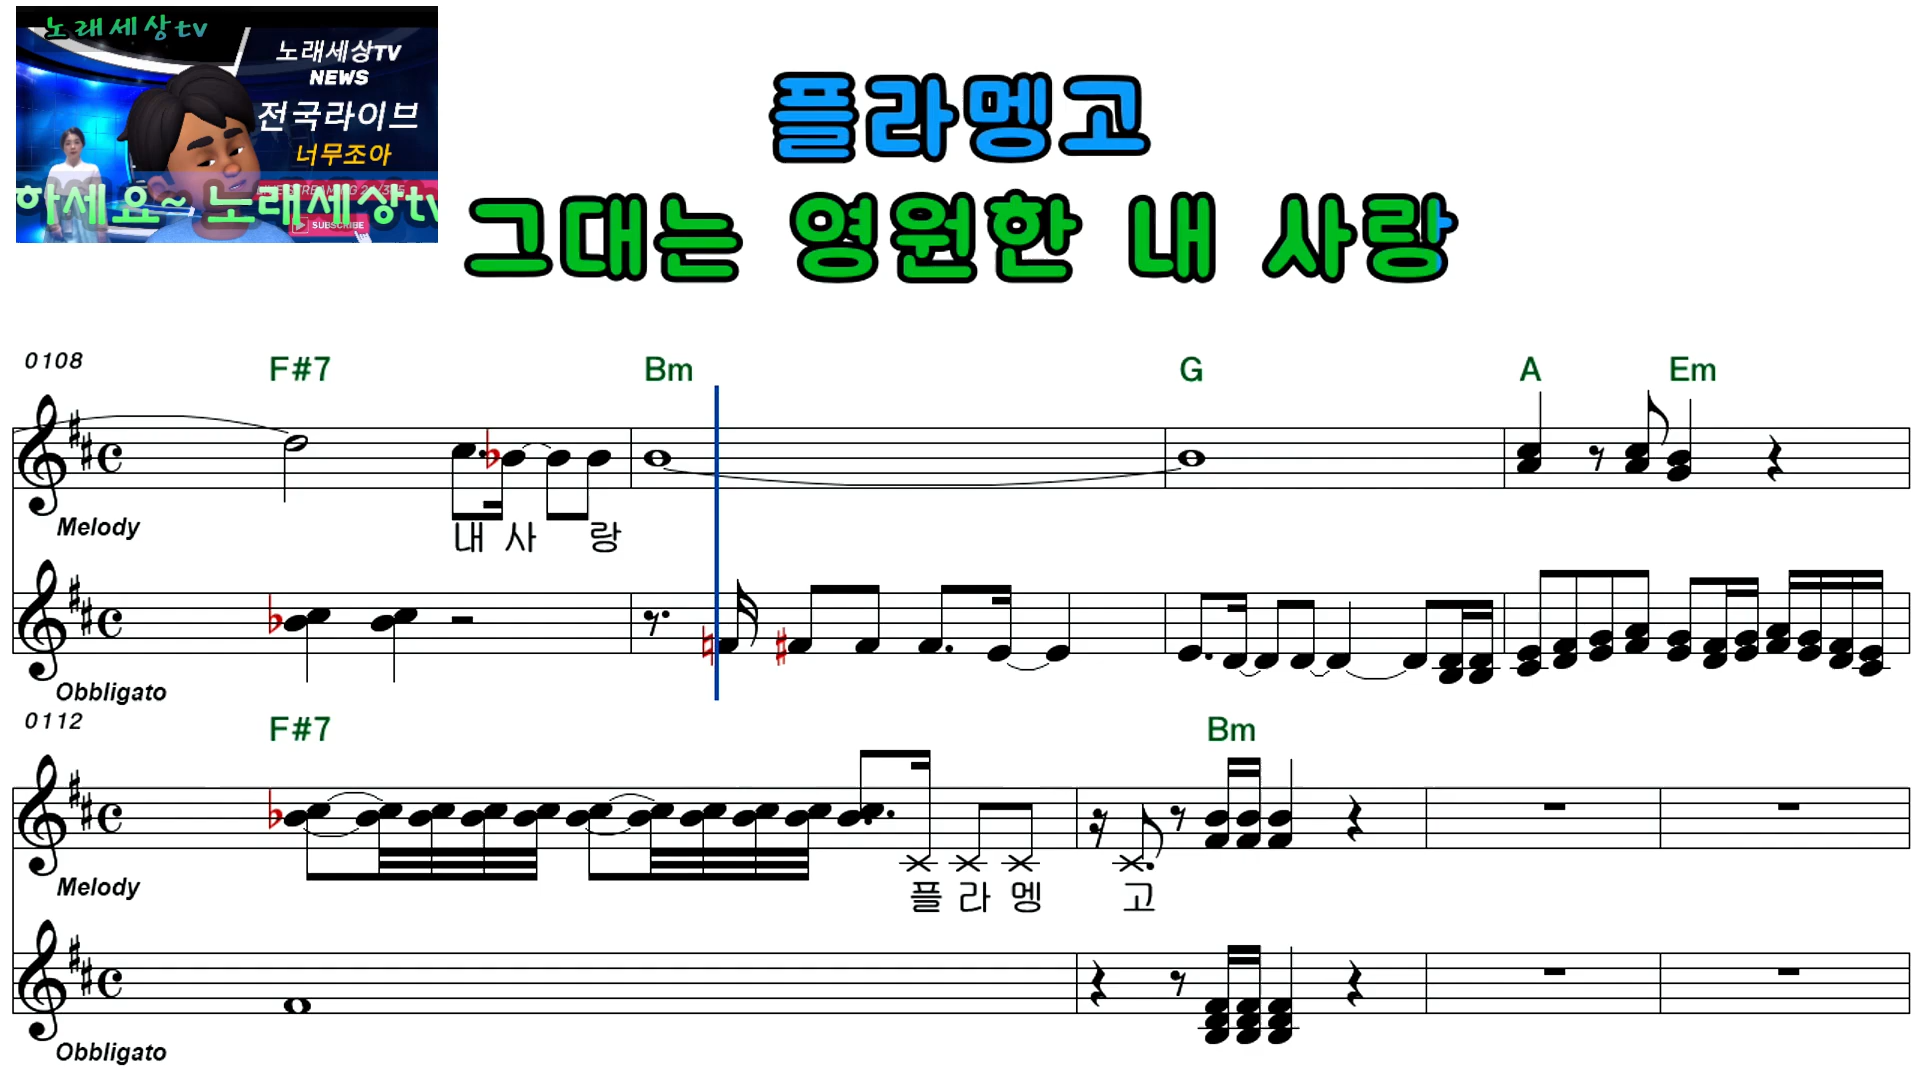 노래세상tv
노래세상TV
NEWS
전국라이브
너무조아
하세요~ 노래세상tv
SUBSCRIBE
플라멩고
그대는 영원한 내 사랑
0108
F#7 Bm G A Em
Melody
내 사 랑
Obbligato
0112
F#7 Bm
Melody
플 라 멩 고
Obbligato